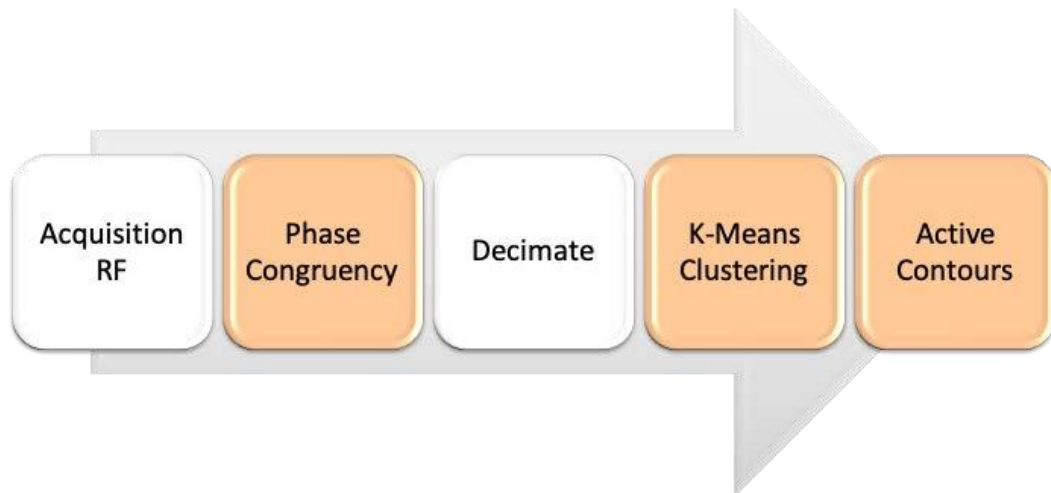 Acquisition
RF
Phase
Congruency
Decimate
K-Means
Clustering
Active
Contours